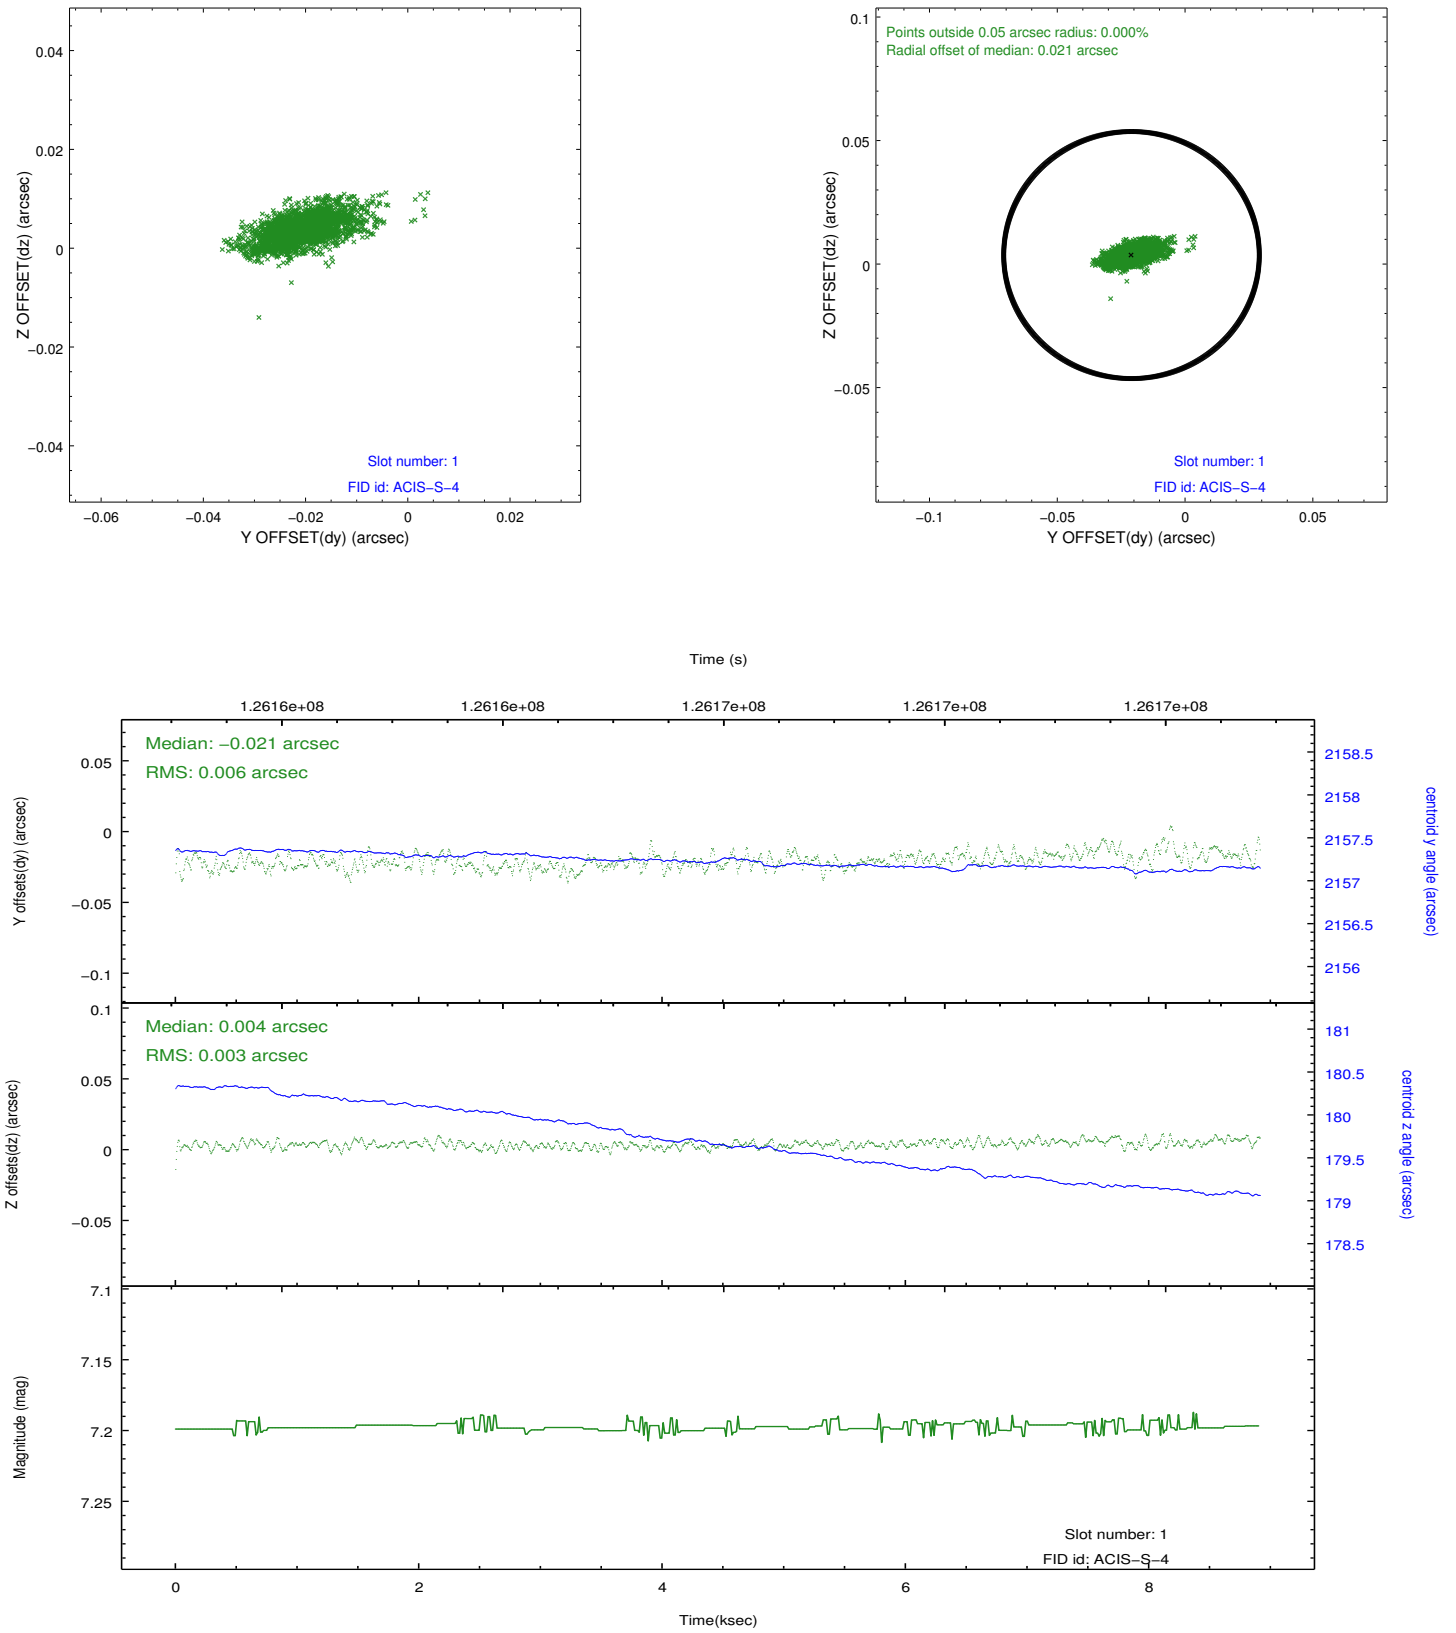 0.04
0.02
0
−0.02
−0.04
Z OFFSET(dz) (arcsec)
Slot number: 1
FID id: ACIS−S−4
−0.06
−0.04
−0.02
0
0.02
Y OFFSET(dy) (arcsec)
Points outside 0.05 arcsec radius: 0.000%
Radial offset of median: 0.021 arcsec
0.1
0.05
0
−0.05
Z OFFSET(dz) (arcsec)
Slot number: 1
FID id: ACIS−S−4
−0.1
−0.05
0
0.05
Y OFFSET(dy) (arcsec)
Time (s)
1.2616e+08
1.2616e+08
1.2617e+08
1.2617e+08
1.2617e+08
Median: −0.021 arcsec
RMS: 0.006 arcsec
0.05
0
−0.05
−0.1
Y offsets(dy) (arcsec)
2158.5
2158
2157.5
2157
2156.5
2156
centroid y angle (arcsec)
Median: 0.004 arcsec
RMS: 0.003 arcsec
0.1
0.05
0
−0.05
Z offsets(dz) (arcsec)
181
180.5
180
179.5
179
178.5
centroid z angle (arcsec)
7.1
7.15
7.2
7.25
Magnitude (mag)
Slot number: 1
FID id: ACIS−S−4
0
2
4
6
8
Time(ksec)